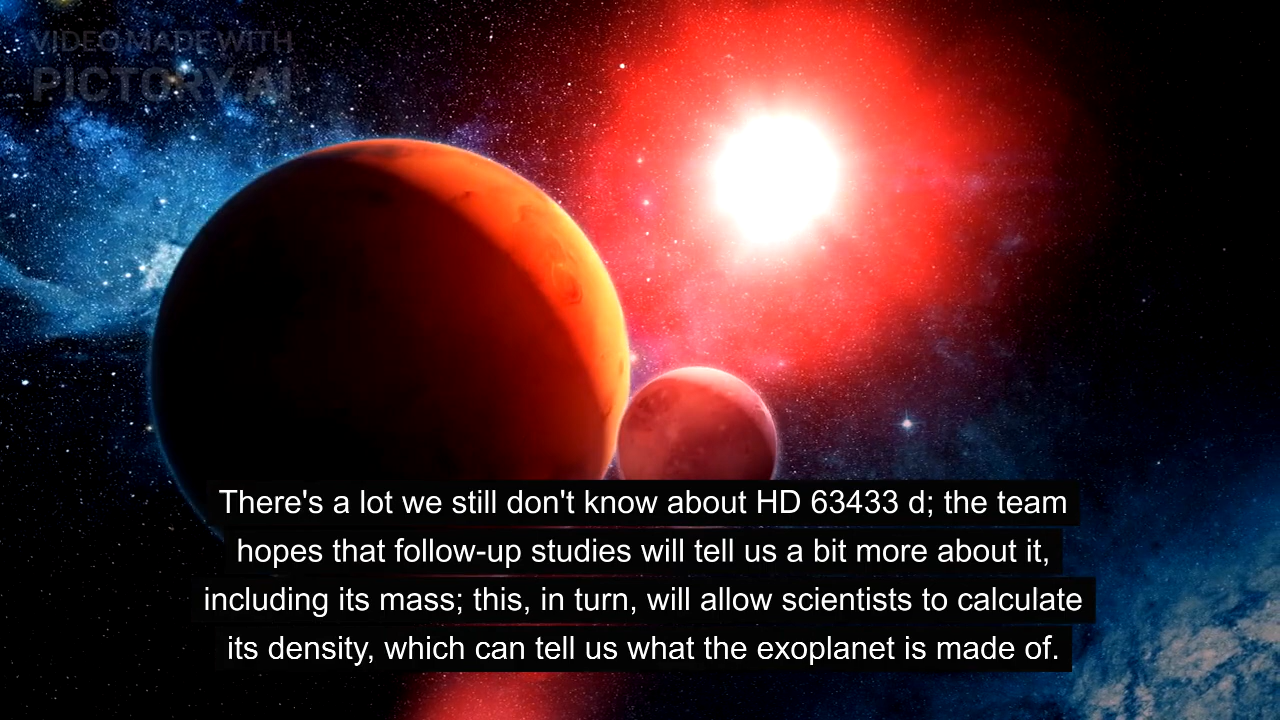 VIDEO MADE WITH
PICTORY.AI
There's a lot we still don't know about HD 63433 d; the team
hopes that follow-up studies will tell us a bit more about it,
including its mass; this, in turn, will allow scientists to calculate
its density, which can tell us what the exoplanet is made of.